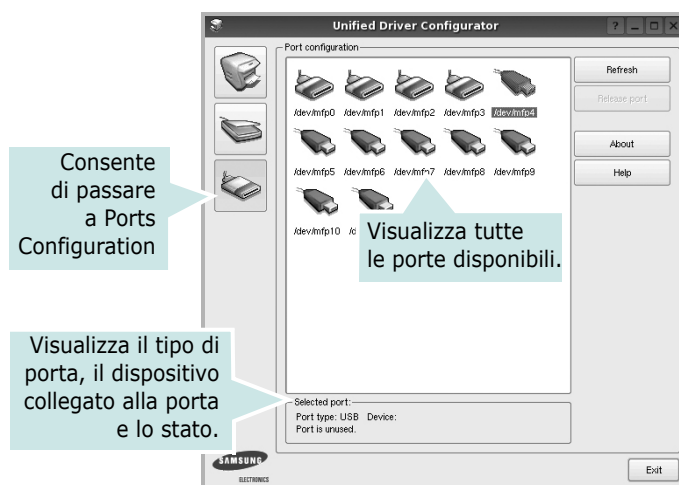 Unified Driver Configurator
Port configuration
/dev/mfp0 /dev/mfp1 /dev/mfp2 /dev/mfp3 /dev/mfp4
/dev/mfp5 /dev/mfp6 /dev/mfp7 /dev/mfp8 /dev/mfp9
/dev/mfp10
Refresh
Release port
About
Help
Consente
di passare
a Ports
Configuration
Visualizza tutte
le porte disponibili.
Visualizza il tipo di
porta, il dispositivo
collegato alla porta
e lo stato.
Selected port:
Port type: USB Device:
Port is unused.
SAMSUNG
ELECTRONICS
Exit